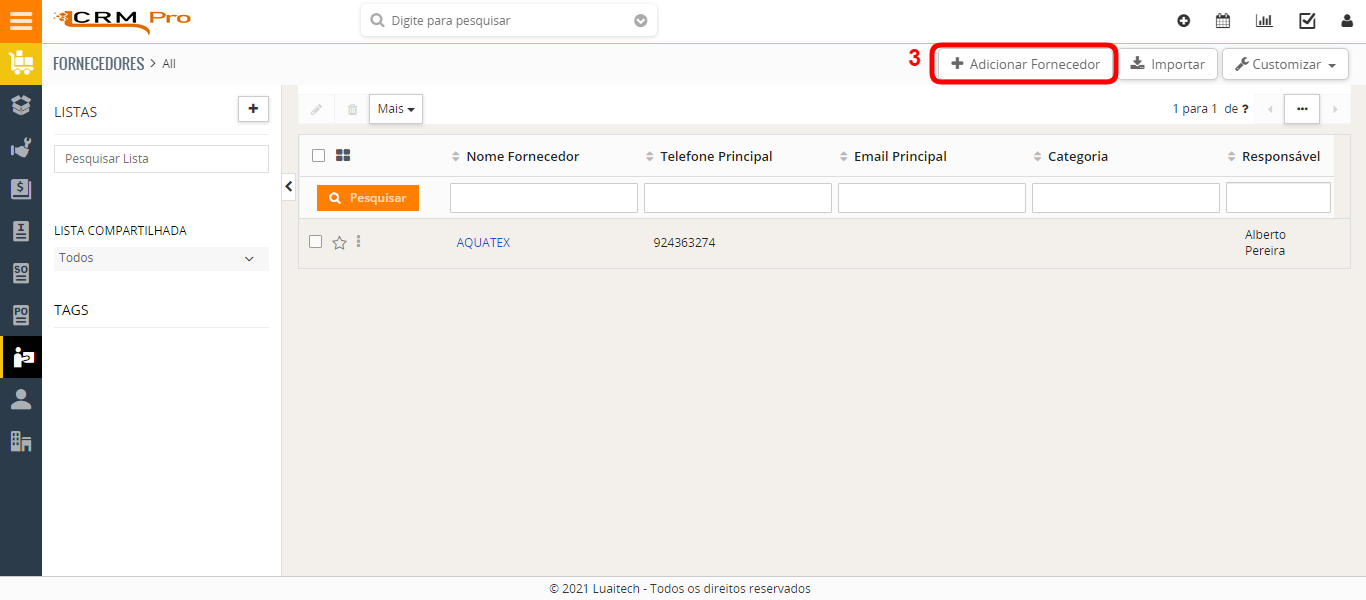 CRM Pro
Digite para pesquisar
FORNECEDORES > All
3
Adicionar Fornecedor
Importar
Customizar
LISTAS
Pesquisar Lista
LISTA COMPARTILHADA
Todos
TAGS
Mais
1 para 1 de ?
Nome Fornecedor
Telefone Principal
Email Principal
Categoria
Responsável
Pesquisar
AQUATEX
924363274
Alberto
Pereira
$
I
SO
PO
© 2021 Luaitech - Todos os direitos reservados